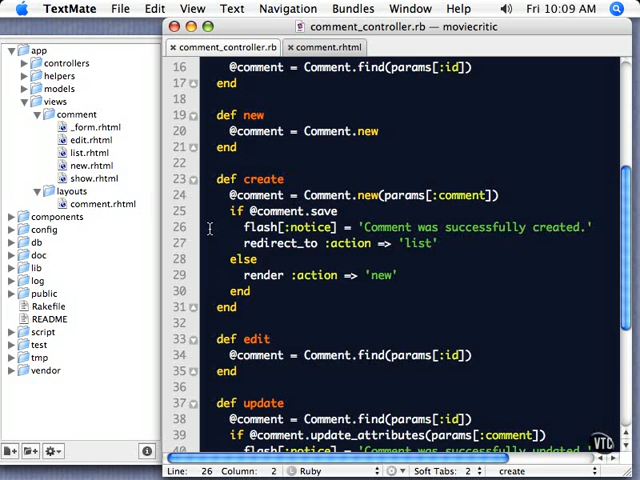 TextMate File Edit View Text Navigation Bundles Window Help Fri 10:09 AM
comment_controller.rb — moviecritic
comment_controller.rb comment.rhtml
app
controllers
helpers
models
views
comment
_form.rhtml
edit.rhtml
list.rhtml
new.rhtml
show.rhtml
layouts
comment.rhtml
components
config
db
doc
lib
log
public
Rakefile
README
script
test
tmp
vendor
16 @comment = Comment.find(params[:id])
17 end
18
19 def new
20 @comment = Comment.new
21 end
22
23 def create
24 @comment = Comment.new(params[:comment])
25 if @comment.save
26 flash[:notice] = 'Comment was successfully created.'
27 redirect_to :action => 'list'
28 else
29 render :action => 'new'
30 end
31 end
32
33 def edit
34 @comment = Comment.find(params[:id])
35 end
36
37 def update
38 @comment = Comment.find(params[:id])
39 if @comment.update_attributes(params[:comment])
40 flash[:notice] = 'Comment was successfully updated.'
VTC
Line: 26 Column: 2 Ruby Soft Tabs: 2 create